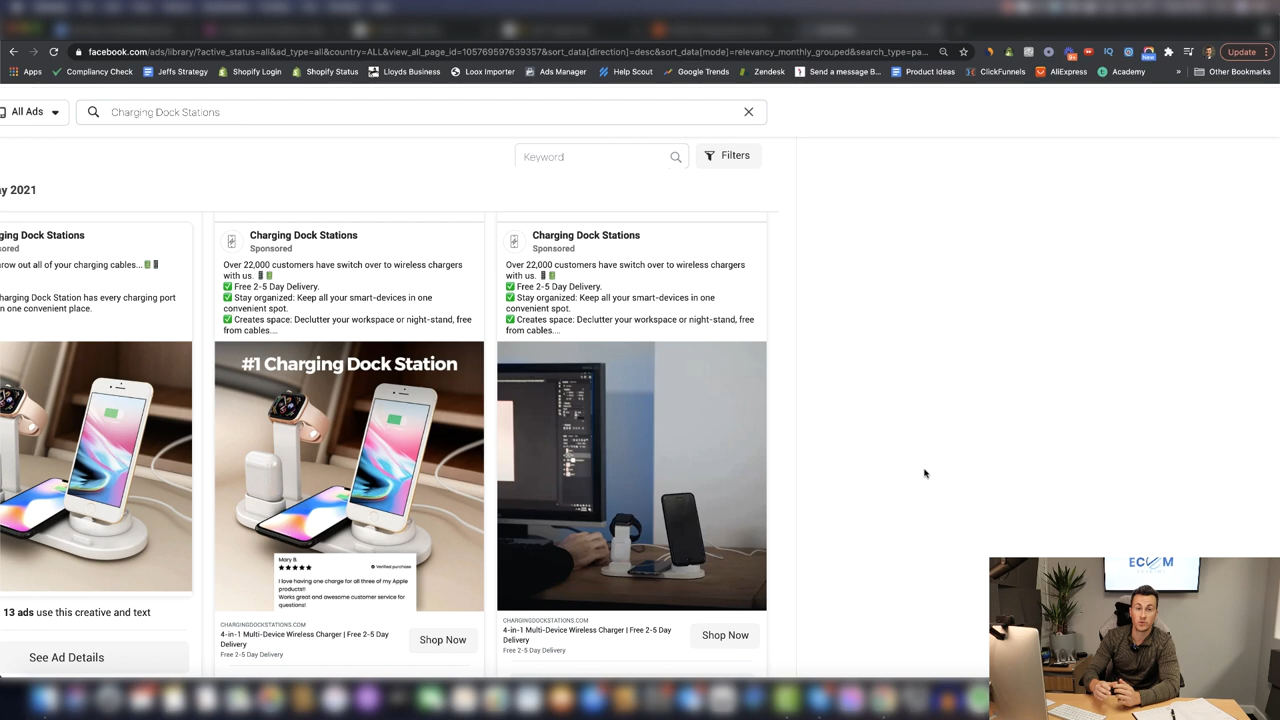 facebook.com/ads/library/?active_status=all&ad_type=all&country=ALL&view_all_page_id=105769597639357&sort_data[direction]=desc&sort_data[mode]=relevancy_monthly_grouped&search_type=pa...
Update
Apps
Compliancy Check
Jeffs Strategy
Shopify Login
Shopify Status
Lloyds Business
Loox Importer
Ads Manager
Help Scout
Google Trends
Zendesk
Send a message B...
Product Ideas
ClickFunnels
AliExpress
Academy
»
Other Bookmarks
All Ads
Charging Dock Stations
Keyword
Filters
ay 2021
ging Dock Stations
sored
row out all of your charging cables...
harging Dock Station has every charging port
n one convenient place.
13 ads use this creative and text
See Ad Details
Charging Dock Stations
Sponsored
Over 22,000 customers have switch over to wireless chargers
with us.
✅ Free 2-5 Day Delivery.
✅ Stay organized: Keep all your smart-devices in one
convenient spot.
✅ Creates space: Declutter your workspace or night-stand, free
from cables....
#1 Charging Dock Station
Mary B.
★★★★★
Verified purchase
I love having one charge for all three of my Apple
products!!
Works great and awesome customer service for
questions!
CHARGINGDOCKSTATIONS.COM
4-in-1 Multi-Device Wireless Charger | Free 2-5 Day
Delivery
Free 2-5 Day Delivery
Shop Now
Charging Dock Stations
Sponsored
Over 22,000 customers have switch over to wireless chargers
with us.
✅ Free 2-5 Day Delivery.
✅ Stay organized: Keep all your smart-devices in one
convenient spot.
✅ Creates space: Declutter your workspace or night-stand, free
from cables....
CHARGINGDOCKSTATIONS.COM
4-in-1 Multi-Device Wireless Charger | Free 2-5 Day
Delivery
Free 2-5 Day Delivery
Shop Now
ECOM